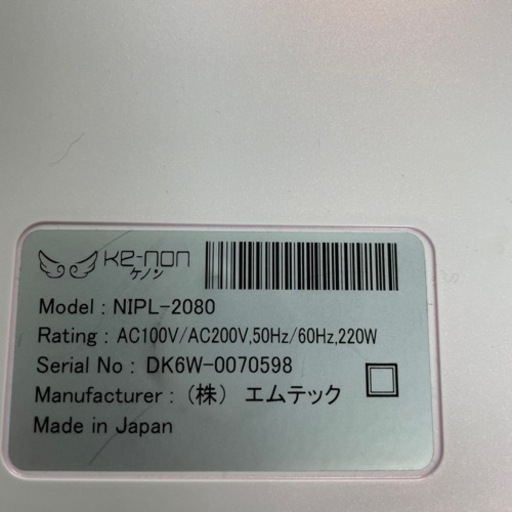 Ke-non
ケノン
Model : NIPL-2080
Rating : AC100V/AC200V,50Hz/60Hz,220W
Serial No : DK6W-0070598
Manufacturer : (株) エムテック
Made in Japan